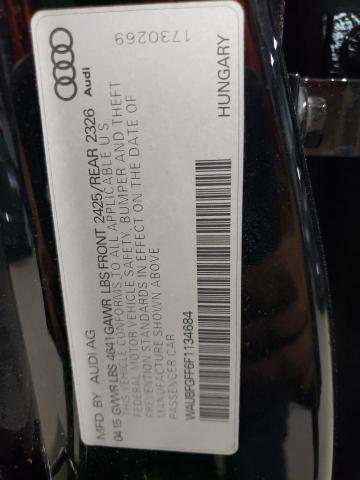 MFD BY AUDI AG
Audi
1730269
0415 GVWR LBS 4641 GAWR LBS FRONT 2425/REAR 2326
THIS VEHICLE CONFORMS TO ALL APPLICABLE U S
FEDERAL MOTOR VEHICLE SAFETY, BUMPER AND THEFT
PREVENTION STANDARDS IN EFFECT ON THE DATE OF
MANUFACTURE SHOWN ABOVE
PASSENGER CAR
WAUBFGFF6F1134684
HUNGARY